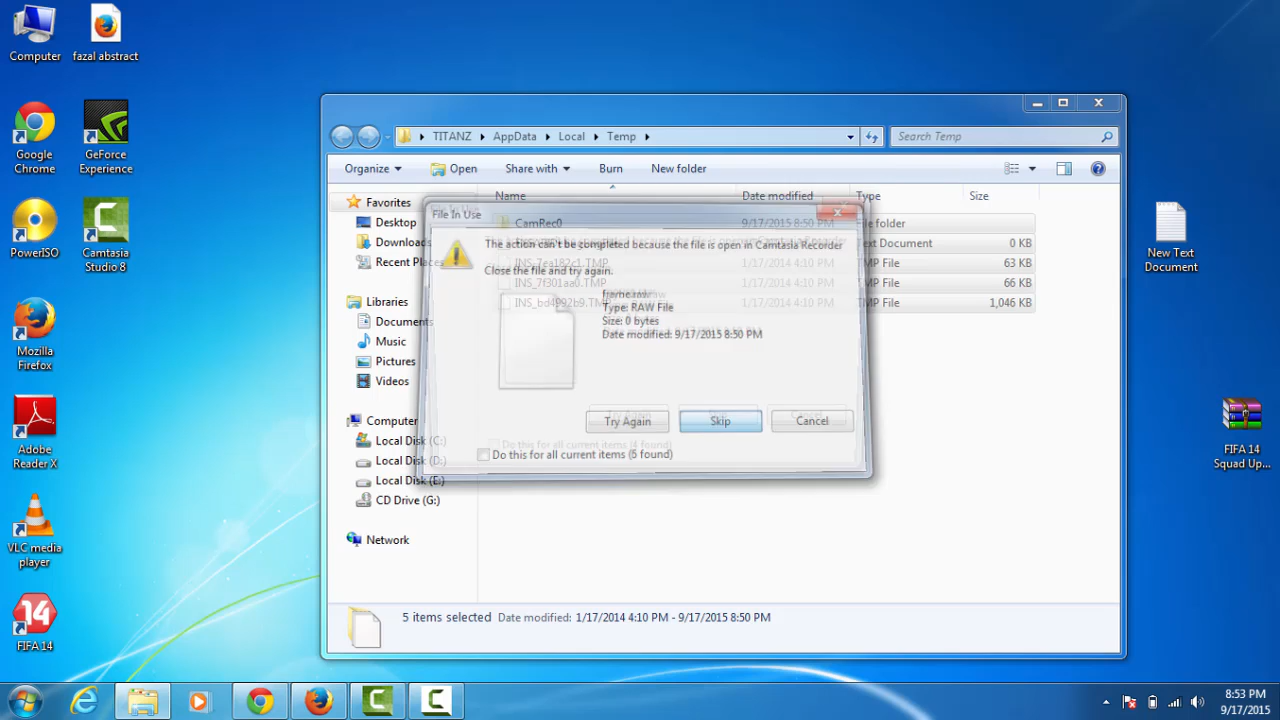 Computer
fazal abstract
Google
Chrome
GeForce
Experience
PowerISO
Camtasia
Studio 8
Mozilla
Firefox
Adobe
Reader X
VLC media
player
FIFA 14
TITANZ AppData Local Temp
Search Temp
Organize Open Share with Burn New folder
Name Date modified Type Size
Favorites
Desktop
Downloads
Recent Places
Libraries
Documents
Music
Pictures
Videos
Computer
Local Disk (C:)
Local Disk (D:)
Local Disk (E:)
CD Drive (G:)
Network
CamRec0 9/17/2015 8:50 PM File folder
Text Document 0 KB
INS_7ea182c1.TMP 1/17/2014 4:10 PM TMP File 63 KB
INS_7f301aa0.TMP 1/17/2014 4:10 PM TMP File 66 KB
INS_bd4992b9.TMP 1/17/2014 4:10 PM TMP File 1,046 KB
File In Use
The action can't be completed because the file is open in Camtasia Recorder
Close the file and try again.
frame.raw
Type: RAW File
Size: 0 bytes
Date modified: 9/17/2015 8:50 PM
Try Again Skip Cancel
Do this for all current items (4 found)
Do this for all current items (6 found)
5 items selected Date modified: 1/17/2014 4:10 PM - 9/17/2015 8:50 PM
New Text
Document
FIFA 14
Squad Up...
14
8:53 PM
9/17/2015